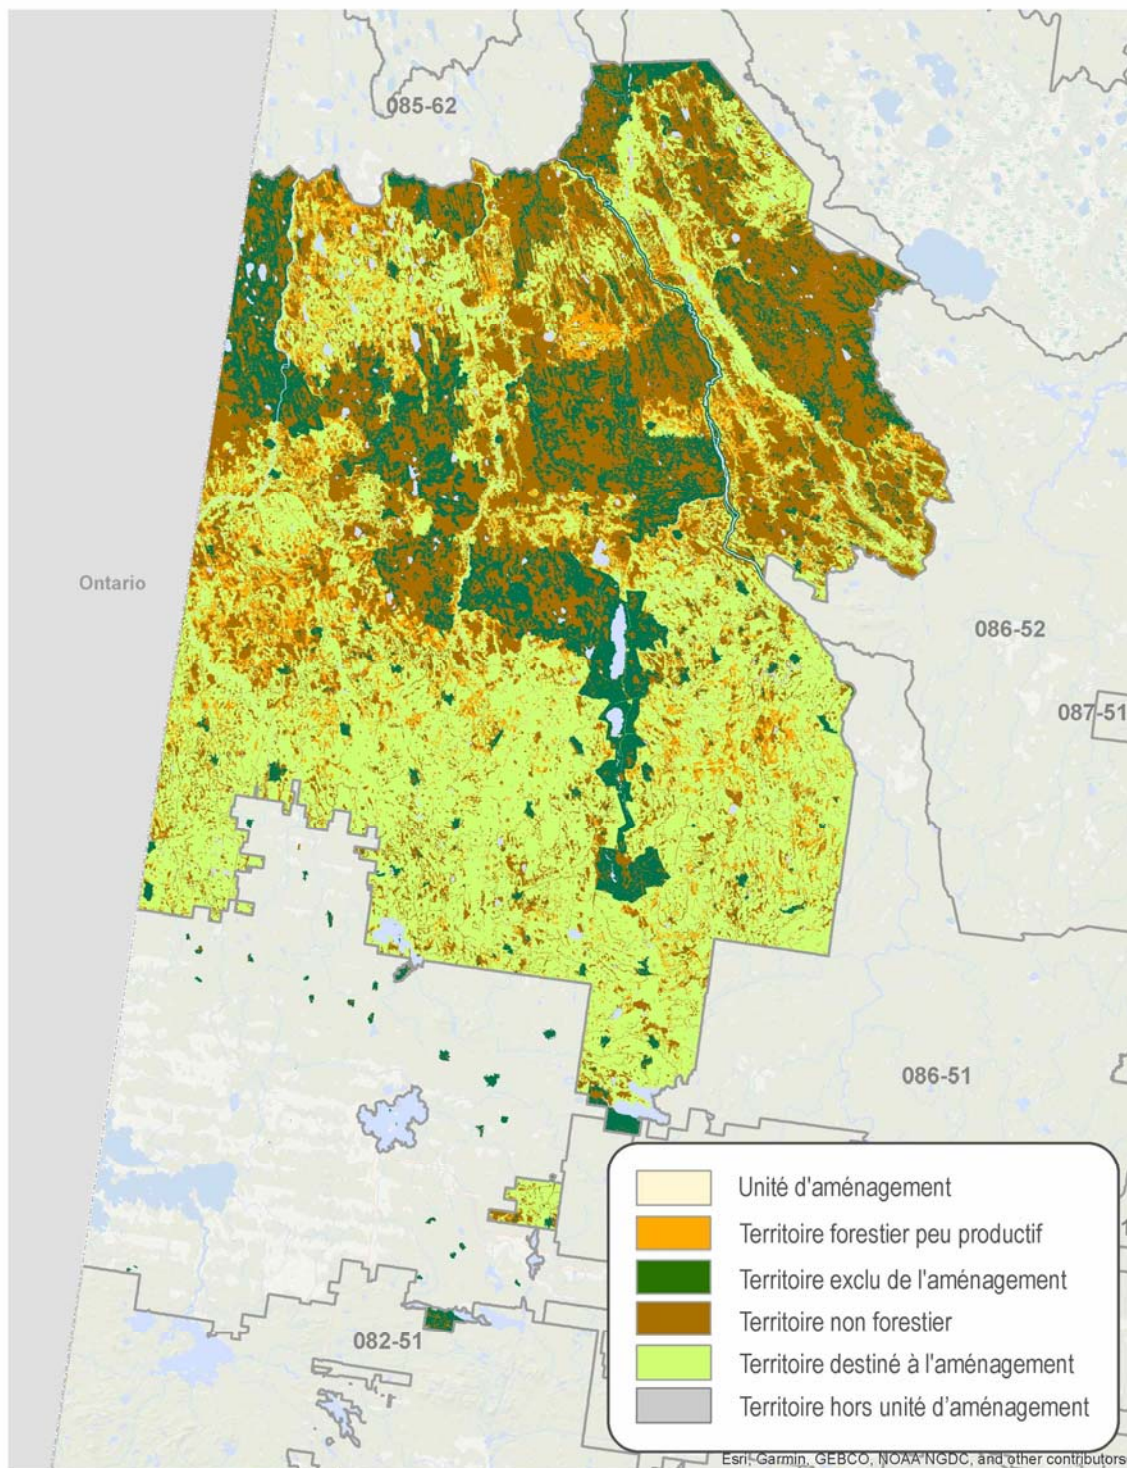 085-62
Ontario
086-52
087-51
086-51
082-51
Unité d'aménagement
Territoire forestier peu productif
Territoire exclu de l'aménagement
Territoire non forestier
Territoire destiné à l'aménagement
Territoire hors unité d’aménagement
Esri, Garmin, GEBCO, NOAA NGDC, and other contributors